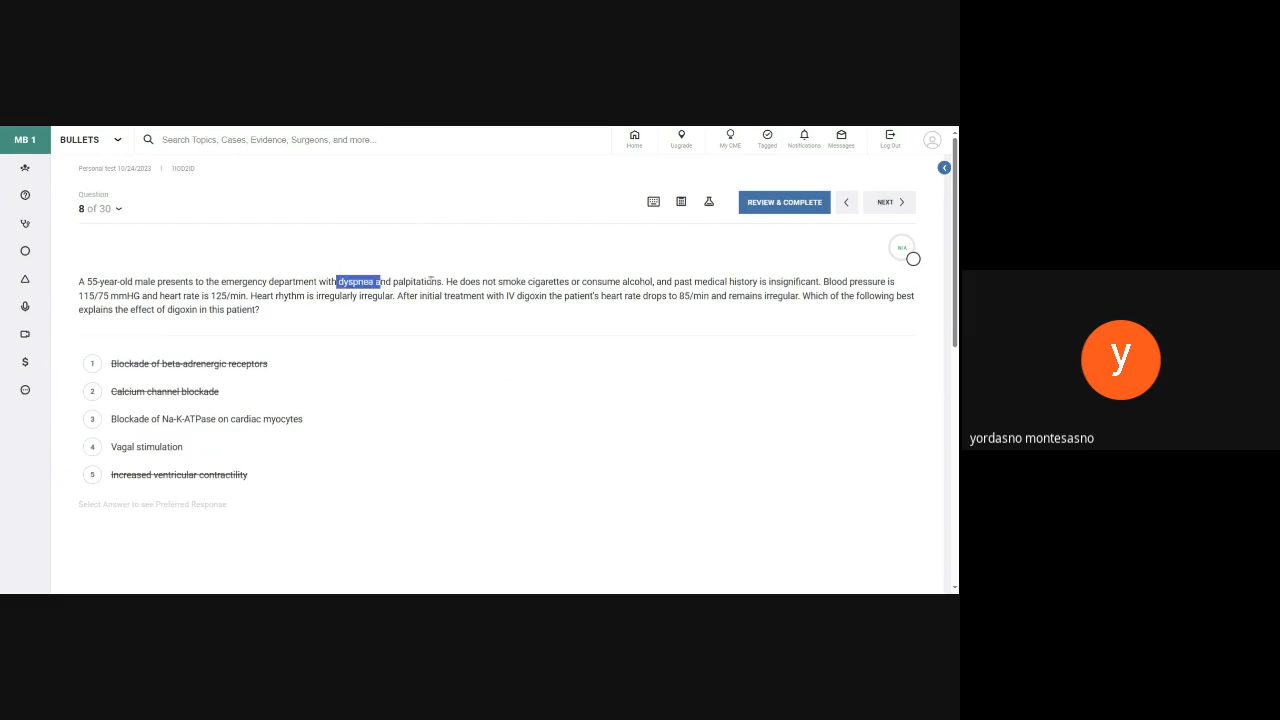 MB 1
BULLETS
Search Topics, Cases, Evidence, Surgeons, and more...
Home
Upgrade
My CME
Tagged
Notifications
Messages
Log Out
Personal test 10/24/2023 |
Question
8 of 30
REVIEW & COMPLETE
NEXT
N/A
A 55-year-old male presents to the emergency department with dyspnea and palpitations. He does not smoke cigarettes or consume alcohol, and past medical history is insignificant. Blood pressure is
115/75 mmHG and heart rate is 125/min. Heart rhythm is irregularly irregular. After initial treatment with IV digoxin the patient's heart rate drops to 85/min and remains irregular. Which of the following best
explains the effect of digoxin in this patient?
1 Blockade of beta-adrenergic receptors
2 Calcium channel blockade
3 Blockade of Na-K-ATPase on cardiac myocytes
4 Vagal stimulation
5 Increased ventricular contractility
Select Answer to see Preferred Response
y
yordasno montesasno